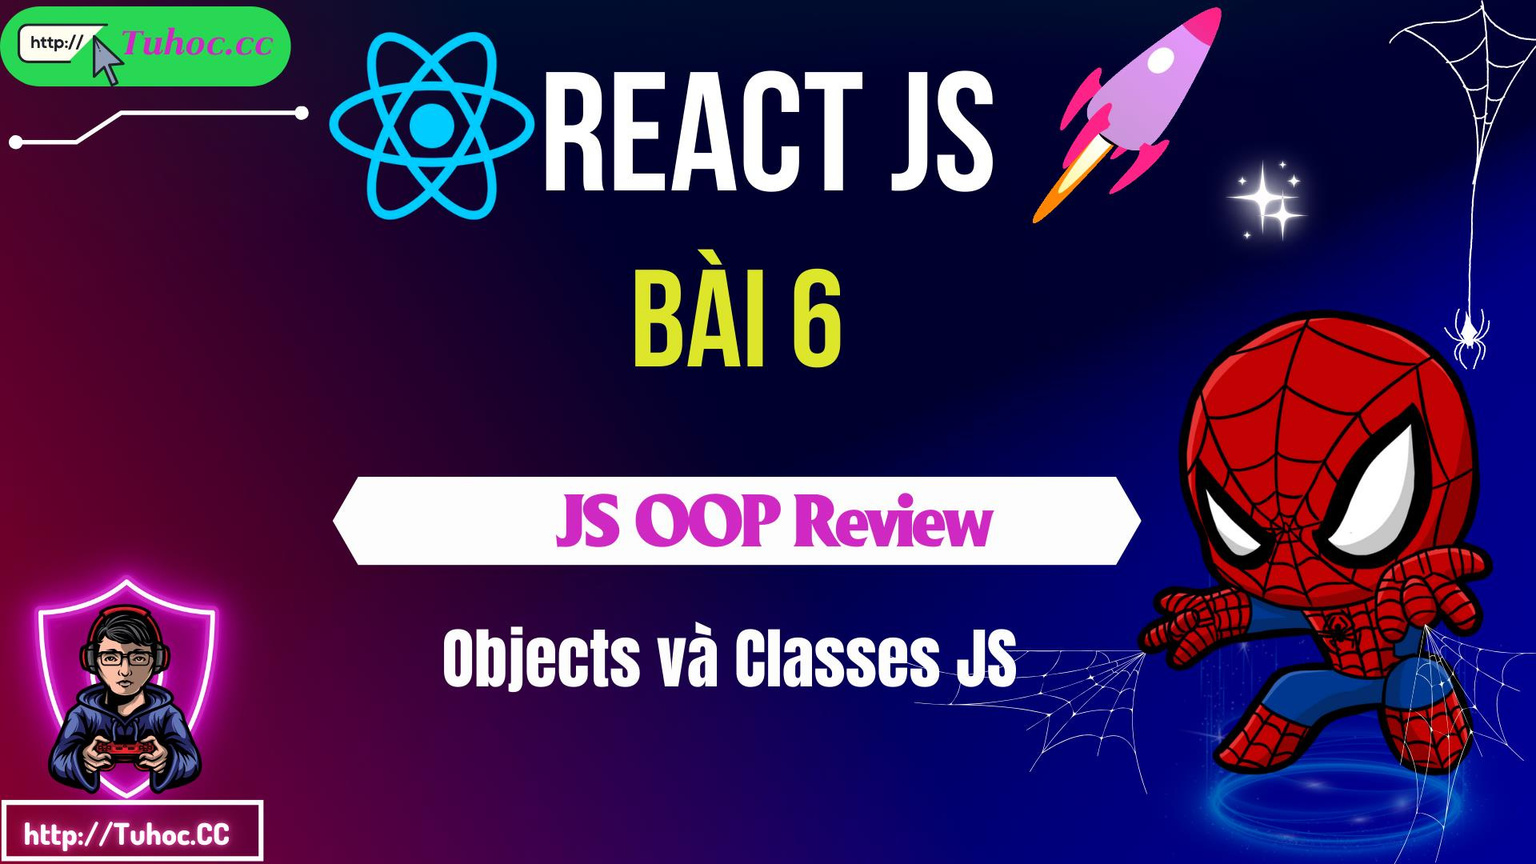 http://
Tuhoc.cc
REACT JS
BÀI 6
JS OOP Review
Objects và Classes JS
http://Tuhoc.CC